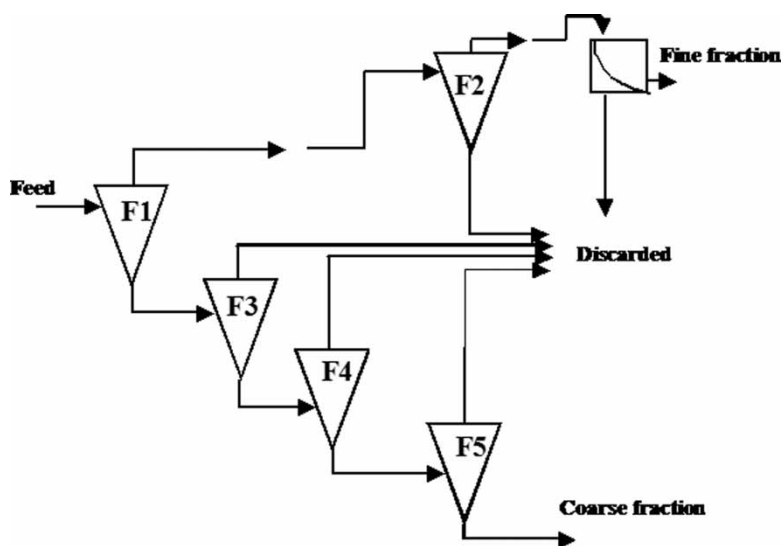 F2
Fine fraction
Feed
F1
Discarded
F3
F4
F5
Coarse fraction